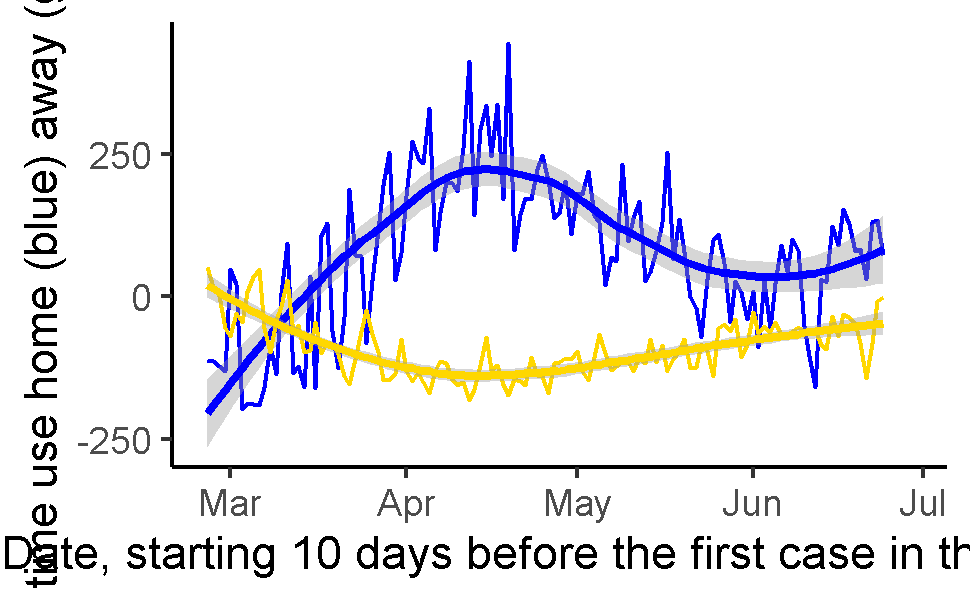 time use home (blue) away (
250
0
-250
Mar Apr May Jun Jul
Date, starting 10 days before the first case in th